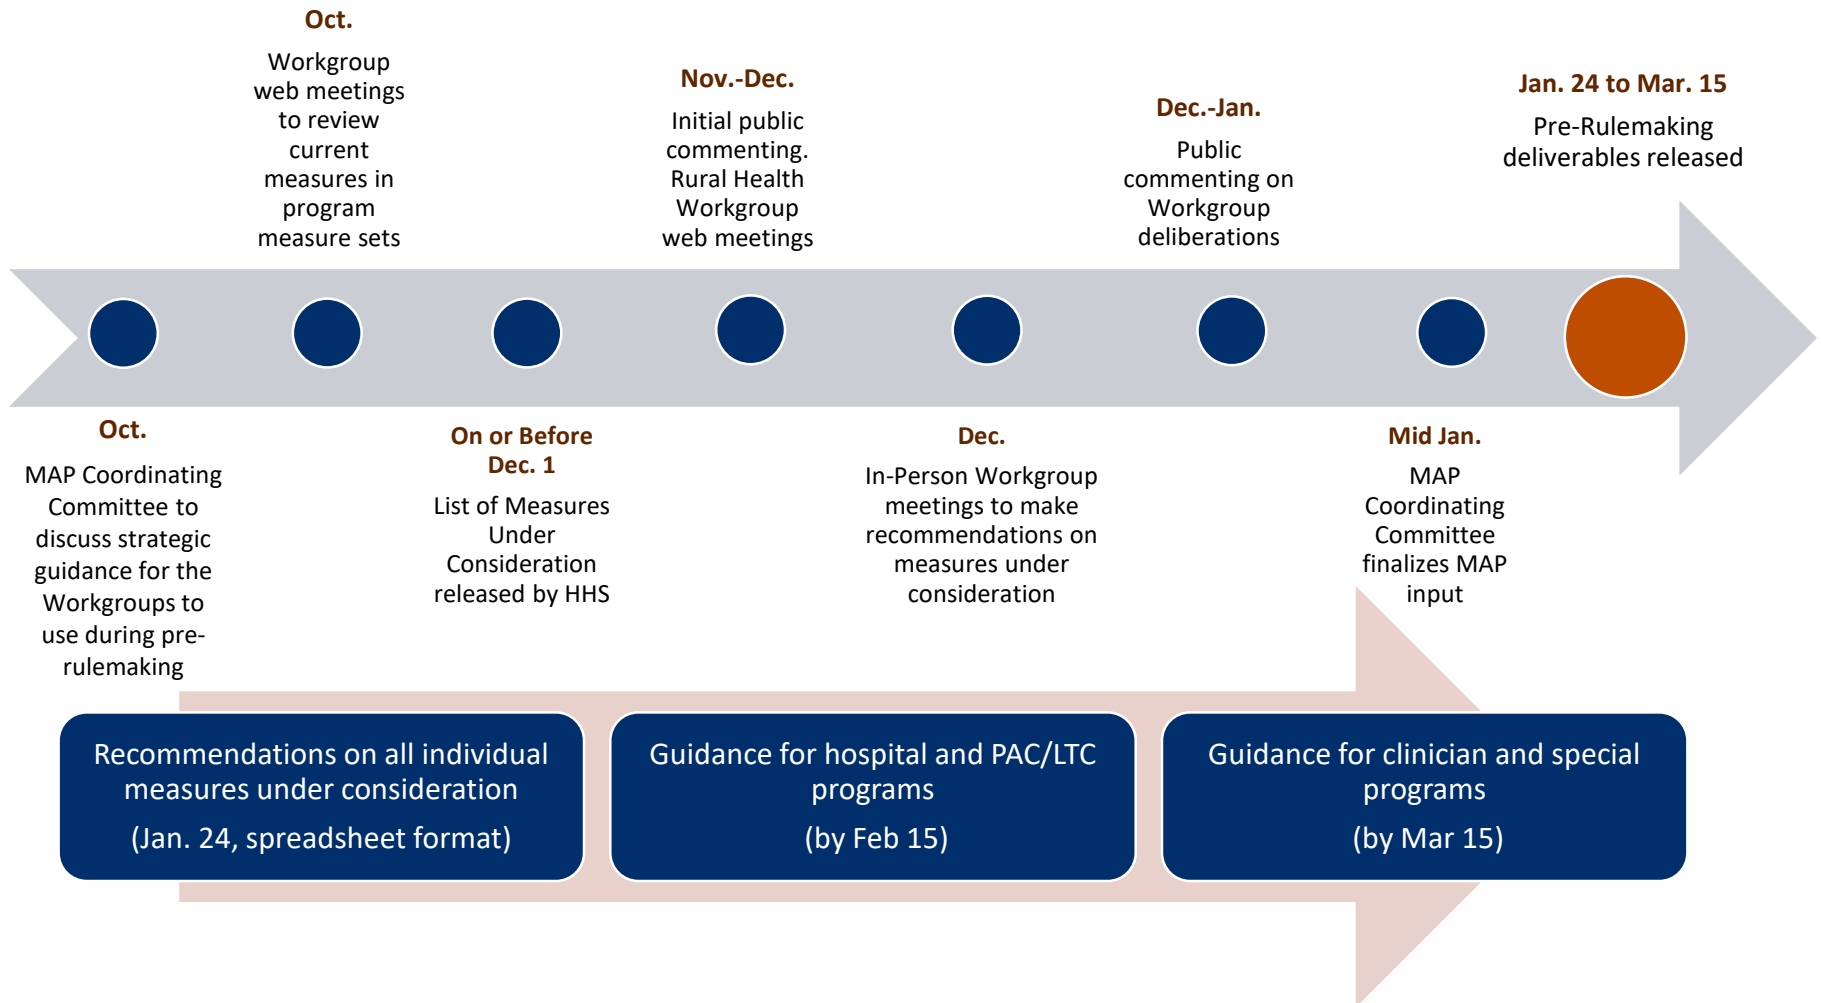 Oct.
Workgroup
web meetings
to review
current
measures in
program
measure sets
Nov.-Dec.
Initial public
commenting.
Rural Health
Workgroup
web meetings
Dec.-Jan.
Public
commenting on
Workgroup
deliberations
Jan. 24 to Mar. 15
Pre-Rulemaking
deliverables released
Oct.
MAP Coordinating
Committee to
discuss strategic
guidance for the
Workgroups to
use during pre-
rulemaking
On or Before
Dec. 1
List of Measures
Under
Consideration
released by HHS
Dec.
In-Person Workgroup
meetings to make
recommendations on
measures under
consideration
Mid Jan.
MAP
Coordinating
Committee
finalizes MAP
input
Recommendations on all individual
measures under consideration
(Jan. 24, spreadsheet format)
Guidance for hospital and PAC/LTC
programs
(by Feb 15)
Guidance for clinician and special
programs
(by Mar 15)